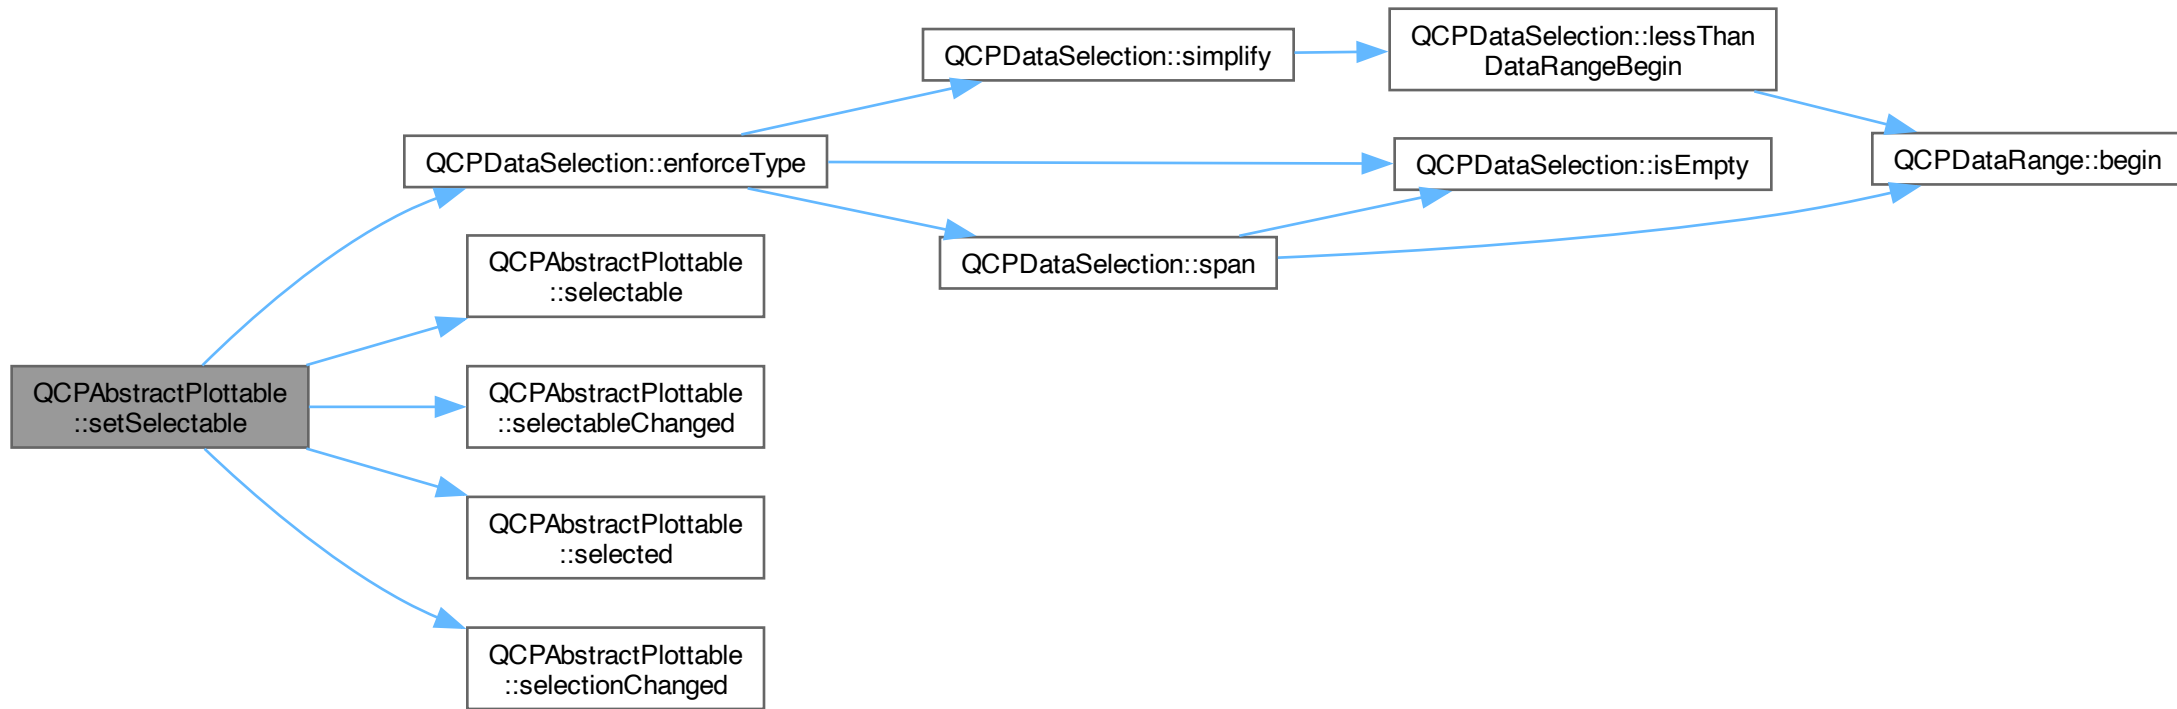 QCPAbstractPlottable
::setSelectable
QCPDataSelection::enforceType
QCPAbstractPlottable
::selectable
QCPAbstractPlottable
::selectableChanged
QCPAbstractPlottable
::selected
QCPAbstractPlottable
::selectionChanged
QCPDataSelection::simplify
QCPDataSelection::span
QCPDataSelection::lessThan
DataRangeBegin
QCPDataSelection::isEmpty
QCPDataRange::begin